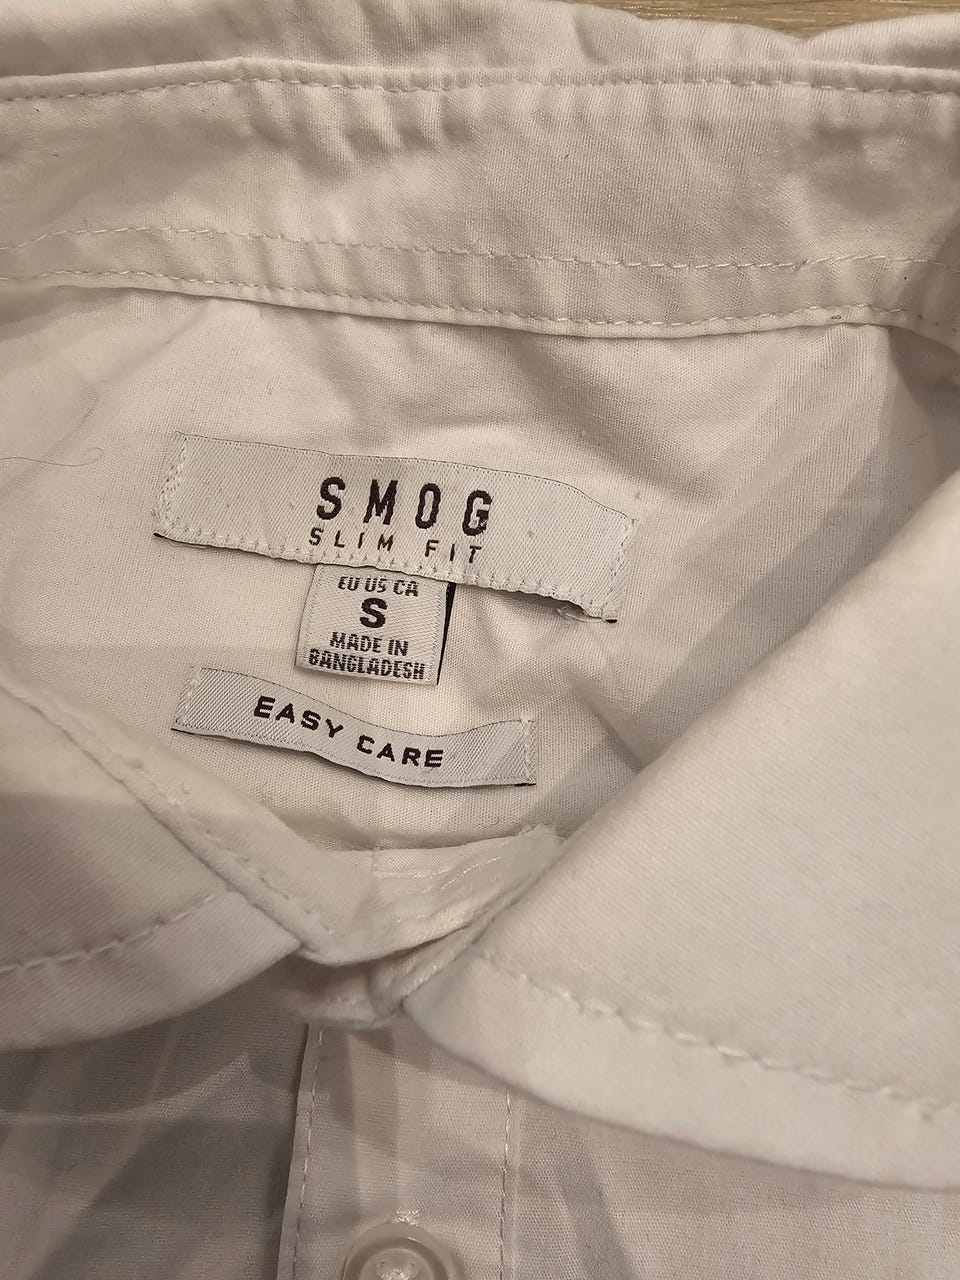 SMOG
SLIM FIT
EU US CA
S
MADE IN
BANGLADESH
EASY CARE